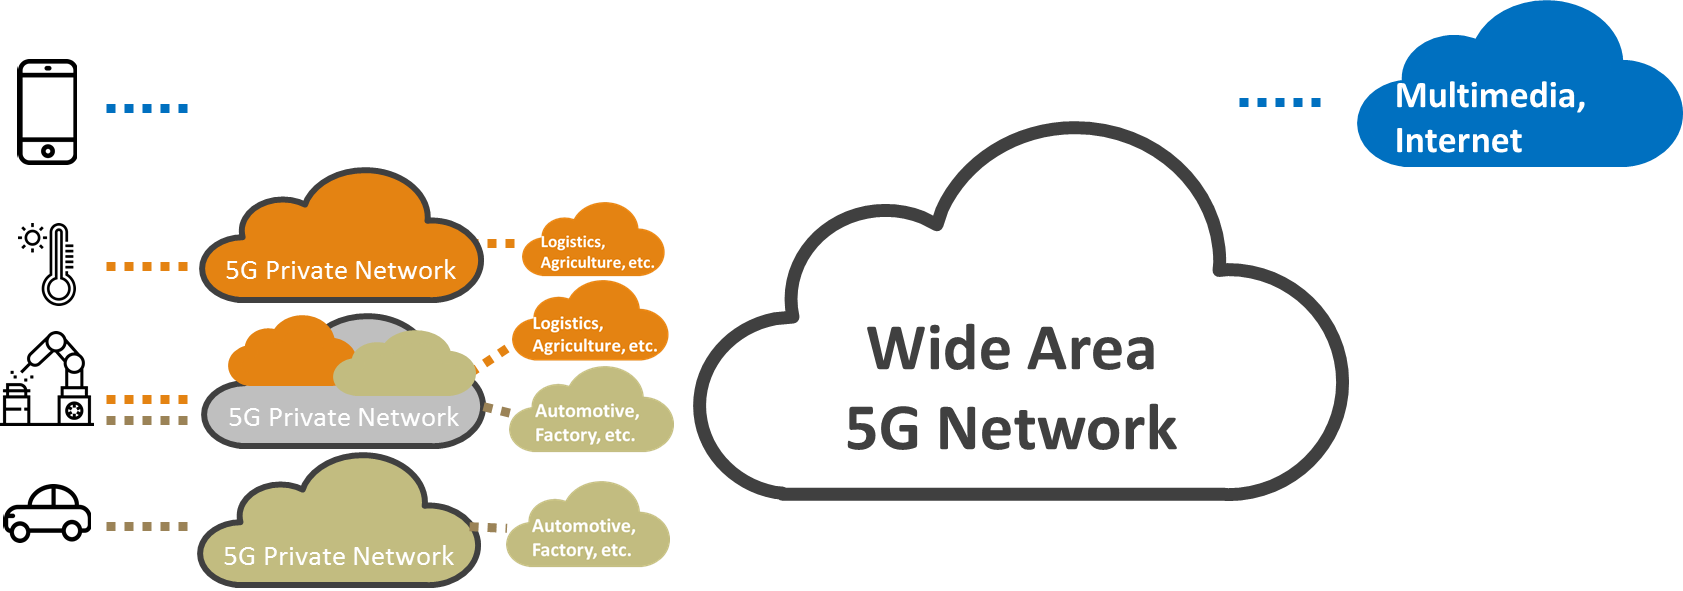 Multimedia,
Internet
5G Private Network
Logistics,
Agriculture, etc.
5G Private Network
Logistics,
Agriculture, etc.
Automotive,
Factory, etc.
5G Private Network
Automotive,
Factory, etc.
Wide Area
5G Network